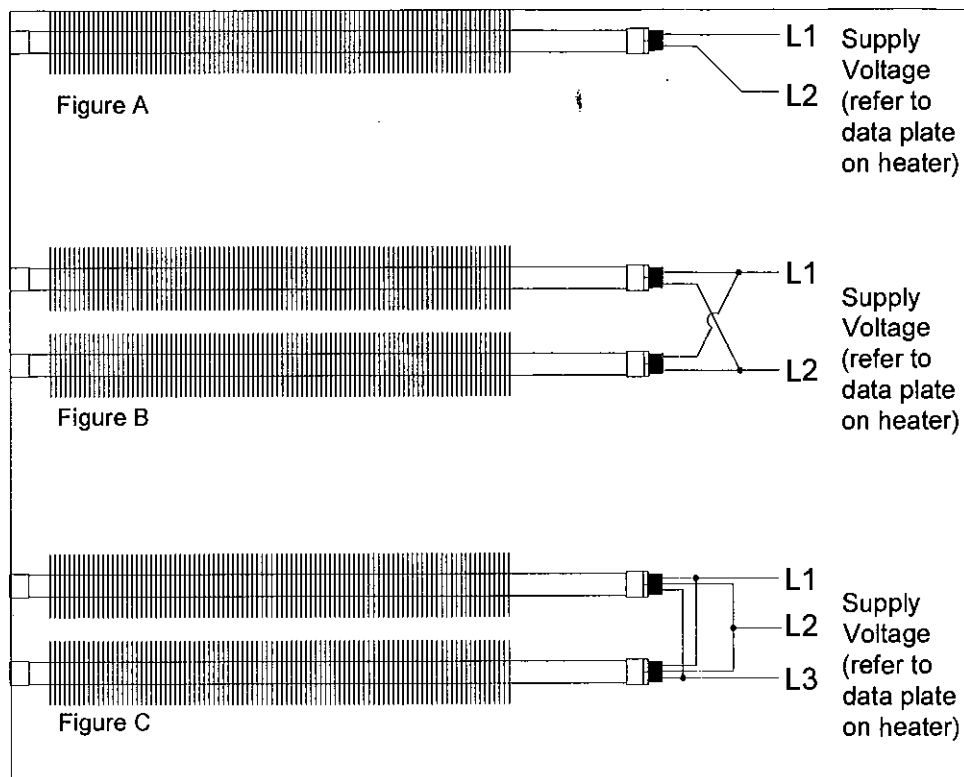 L1
L2
Supply
Voltage
(refer to
data plate
on heater)
Figure A
L1
L2
Supply
Voltage
(refer to
data plate
on heater)
Figure B
L1
L2
L3
Supply
Voltage
(refer to
data plate
on heater)
Figure C